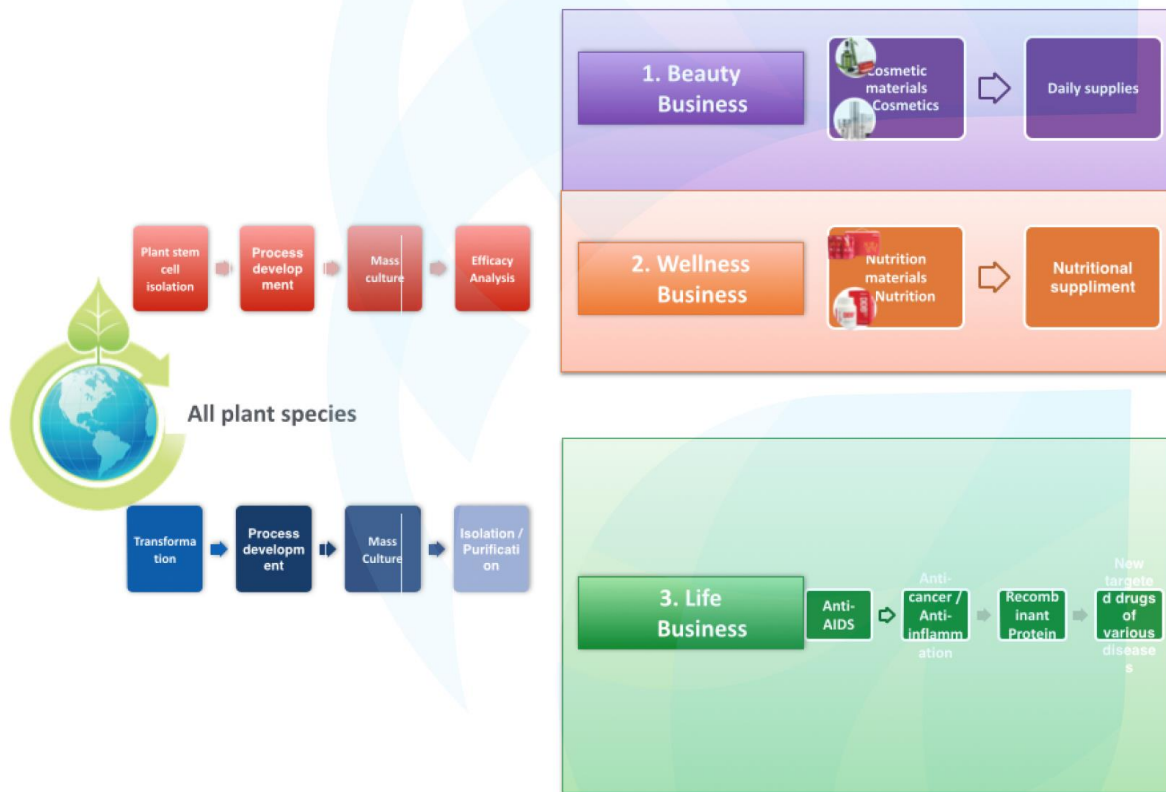 1. Beauty
Business
Cosmetic
materials
Cosmetics
Daily supplies
Plant stem
cell
isolation
Process
develop
ment
Mass
culture
Efficacy
Analysis
2. Wellness
Business
Nutrition
materials
Nutrition
Nutritional
suppliment
All plant species
Transforma
tion
Process
developm
ent
Mass
Culture
Isolation /
Purificati
on
3. Life
Business
Anti-
AIDS
Anti-
cancer /
Anti-
inflamm
ation
Recomb
inant
Protein
New
targete
d drugs
of
various
disease
s